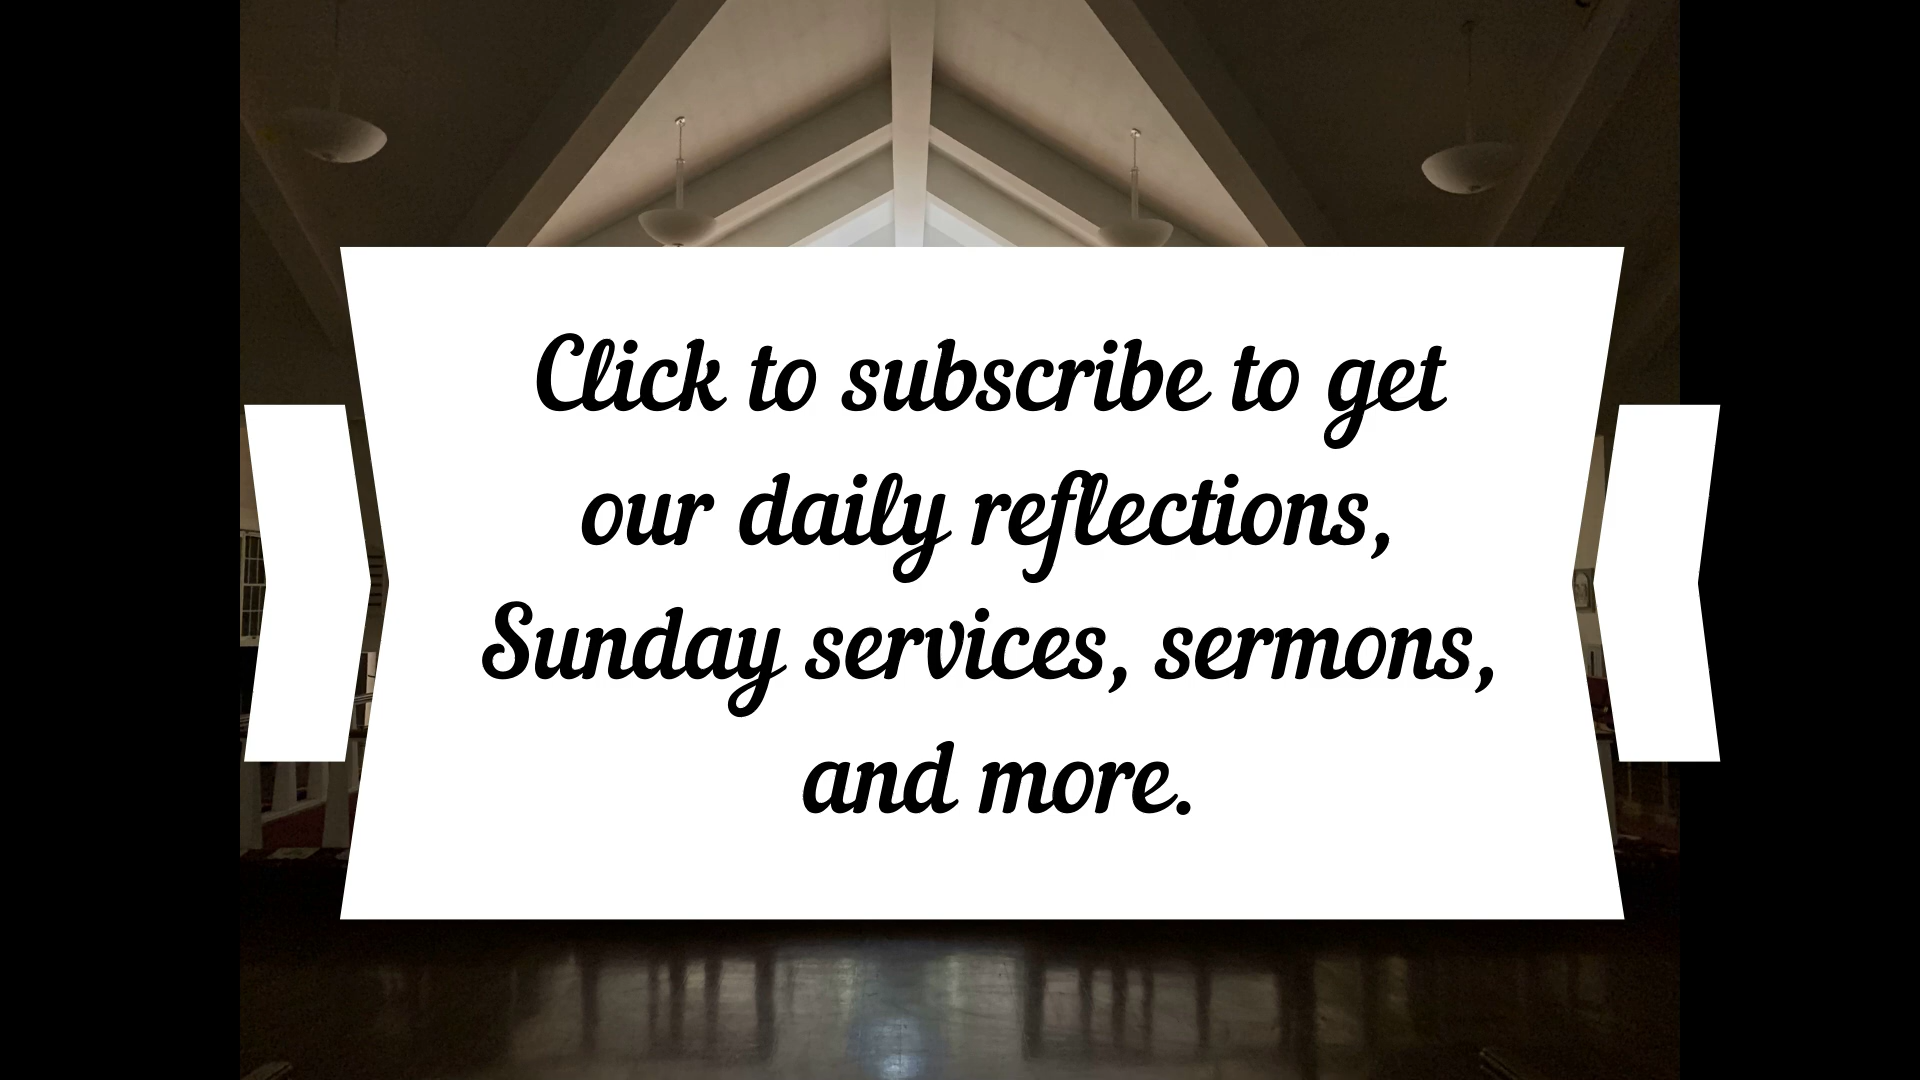 Click to subscribe to get
our daily reflections,
Sunday services, sermons,
and more.